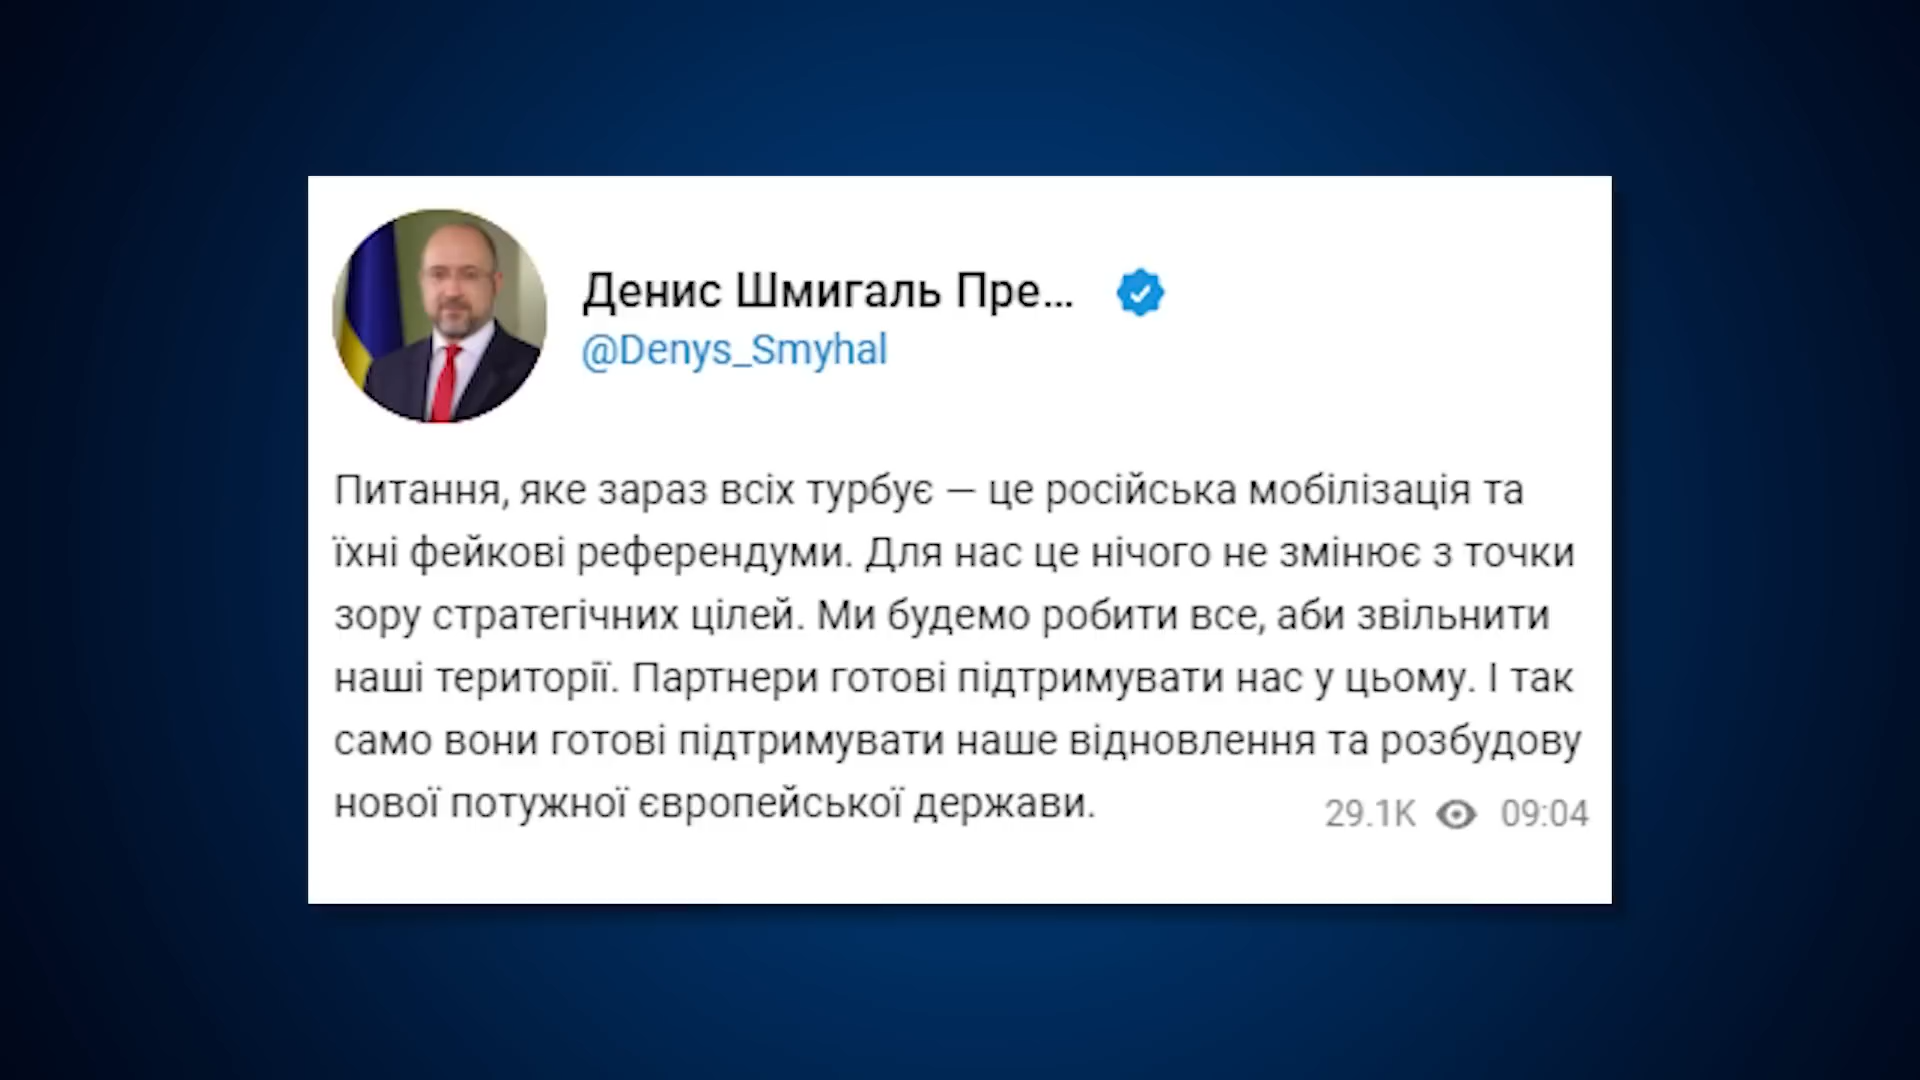 Денис Шмигаль Пре...
@Denys_Smyhal
Питання, яке зараз всіх турбує — це російська мобілізація та
їхні фейкові референдуми. Для нас це нічого не змінює з точки
зору стратегічних цілей. Ми будемо робити все, аби звільнити
наші території. Партнери готові підтримувати нас у цьому. І так
само вони готові підтримувати наше відновлення та розбудову
нової потужної європейської держави.
29.1K 09:04